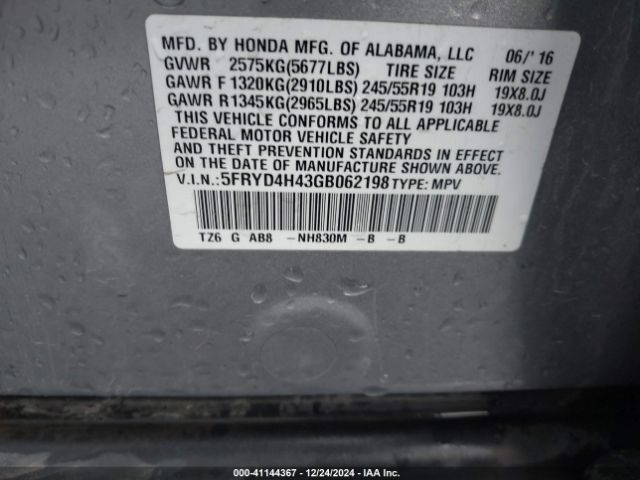 MFD. BY HONDA MFG. OF ALABAMA, LLC 06/'16
GVWR 2575KG(5677LBS) TIRE SIZE RIM SIZE
GAWR F 1320KG(2910LBS) 245/55R19 103H 19X8.0J
GAWR R 1345KG(2965LBS) 245/55R19 103H 19X8.0J
THIS VEHICLE CONFORMS TO ALL APPLICABLE
FEDERAL MOTOR VEHICLE SAFETY
AND THEFT PREVENTION STANDARDS IN EFFECT
ON THE DATE OF MANUFACTURE SHOWN ABOVE.
V.I.N.:5FRYD4H43GB062198 TYPE: MPV
TZ6 G AB8 -NH830M -B -B
000-41144367 - 12/24/2024 - IAA Inc.